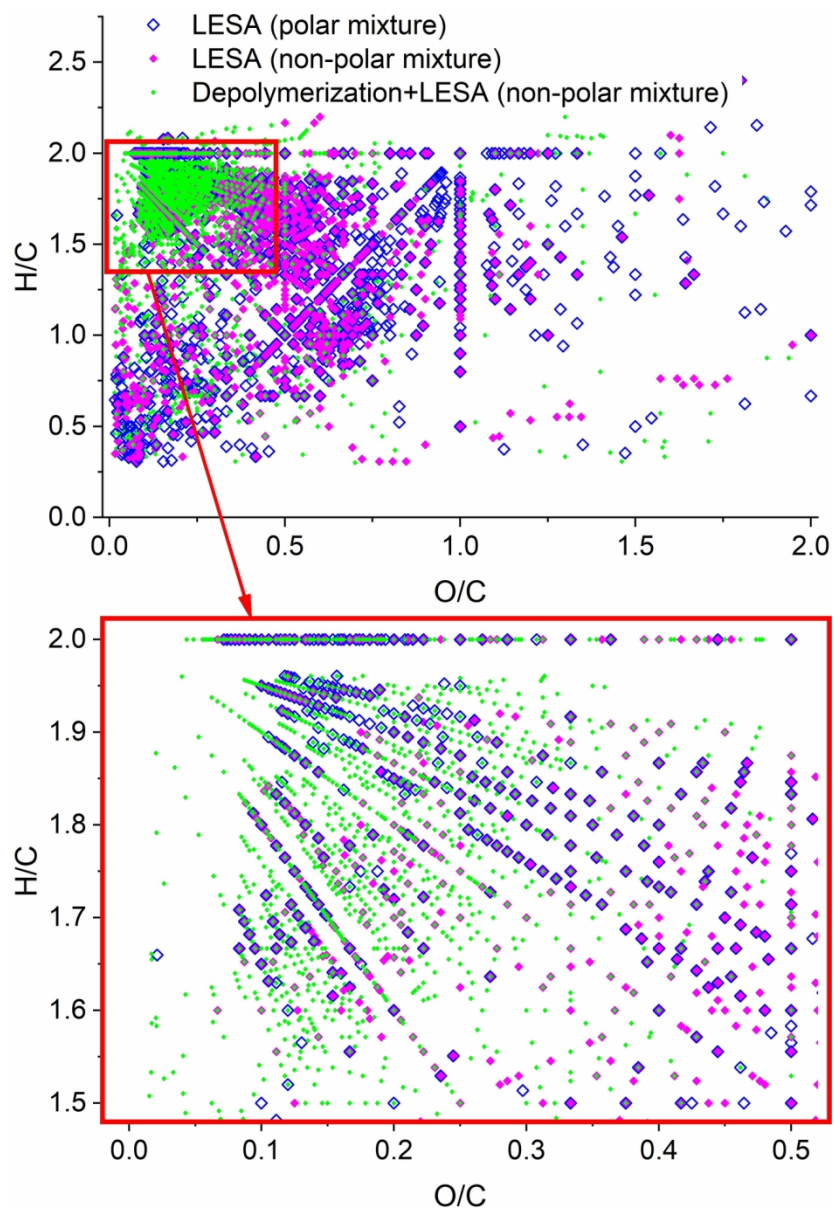 LESA (polar mixture)
LESA (non-polar mixture)
Depolymerization+LESA (non-polar mixture)
2.5
2.0
1.5
1.0
0.5
0.0
H/C
0.0 0.5 1.0 1.5 2.0
O/C
2.0
1.9
1.8
1.7
1.6
1.5
H/C
0.0 0.1 0.2 0.3 0.4 0.5
O/C